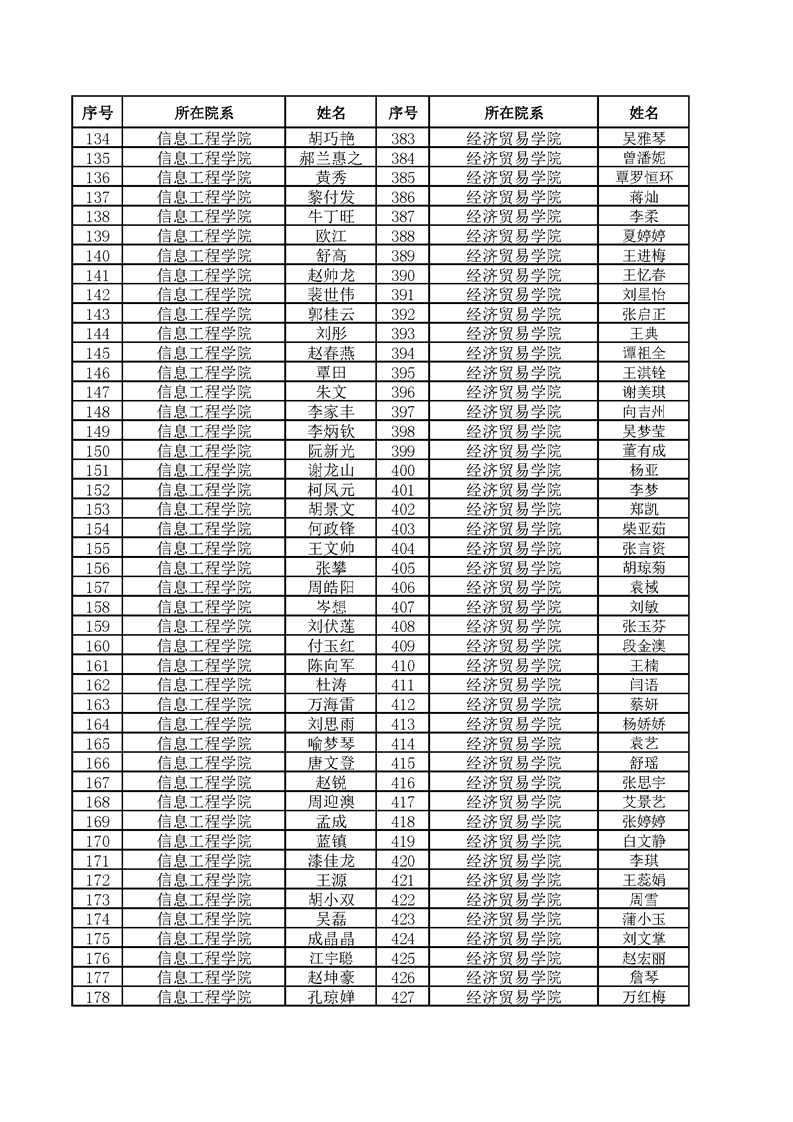 序号 所在院系 姓名 序号 所在院系 姓名
134 信息工程学院 胡巧艳 383 经济贸易学院 吴雅琴
135 信息工程学院 郝兰惠之 384 经济贸易学院 曾潘妮
136 信息工程学院 黄秀 385 经济贸易学院 覃罗恒环
137 信息工程学院 黎付发 386 经济贸易学院 蒋灿
138 信息工程学院 牛丁旺 387 经济贸易学院 李柔
139 信息工程学院 欧江 388 经济贸易学院 夏婷婷
140 信息工程学院 舒高 389 经济贸易学院 王进梅
141 信息工程学院 赵帅龙 390 经济贸易学院 王忆春
142 信息工程学院 裴世伟 391 经济贸易学院 刘星怡
143 信息工程学院 郭桂云 392 经济贸易学院 张启正
144 信息工程学院 刘彤 393 经济贸易学院 王典
145 信息工程学院 赵春燕 394 经济贸易学院 谭祖全
146 信息工程学院 覃田 395 经济贸易学院 王淇铨
147 信息工程学院 朱文 396 经济贸易学院 谢美琪
148 信息工程学院 李家丰 397 经济贸易学院 向吉州
149 信息工程学院 李炳钦 398 经济贸易学院 吴梦莹
150 信息工程学院 阮新光 399 经济贸易学院 董有成
151 信息工程学院 谢龙山 400 经济贸易学院 杨亚
152 信息工程学院 柯凤元 401 经济贸易学院 李梦
153 信息工程学院 胡景文 402 经济贸易学院 郑凯
154 信息工程学院 何政锋 403 经济贸易学院 柴亚茹
155 信息工程学院 王文帅 404 经济贸易学院 张言资
156 信息工程学院 张攀 405 经济贸易学院 胡琼菊
157 信息工程学院 周皓阳 406 经济贸易学院 袁棫
158 信息工程学院 岑想 407 经济贸易学院 刘敏
159 信息工程学院 刘伏莲 408 经济贸易学院 张玉芬
160 信息工程学院 付玉红 409 经济贸易学院 段金澳
161 信息工程学院 陈向军 410 经济贸易学院 王楠
162 信息工程学院 杜涛 411 经济贸易学院 闫语
163 信息工程学院 万海雷 412 经济贸易学院 蔡妍
164 信息工程学院 刘思雨 413 经济贸易学院 杨娇娇
165 信息工程学院 喻梦琴 414 经济贸易学院 袁艺
166 信息工程学院 唐文登 415 经济贸易学院 舒瑶
167 信息工程学院 赵锐 416 经济贸易学院 张思宇
168 信息工程学院 周迎澳 417 经济贸易学院 艾景艺
169 信息工程学院 孟成 418 经济贸易学院 张婷婷
170 信息工程学院 蓝镇 419 经济贸易学院 白文静
171 信息工程学院 漆佳龙 420 经济贸易学院 李琪
172 信息工程学院 王源 421 经济贸易学院 王蕊娟
173 信息工程学院 胡小双 422 经济贸易学院 周雪
174 信息工程学院 吴磊 423 经济贸易学院 蒲小玉
175 信息工程学院 成晶晶 424 经济贸易学院 刘文掌
176 信息工程学院 江宇聪 425 经济贸易学院 赵宏丽
177 信息工程学院 赵坤豪 426 经济贸易学院 詹琴
178 信息工程学院 孔琼婵 427 经济贸易学院 万红梅